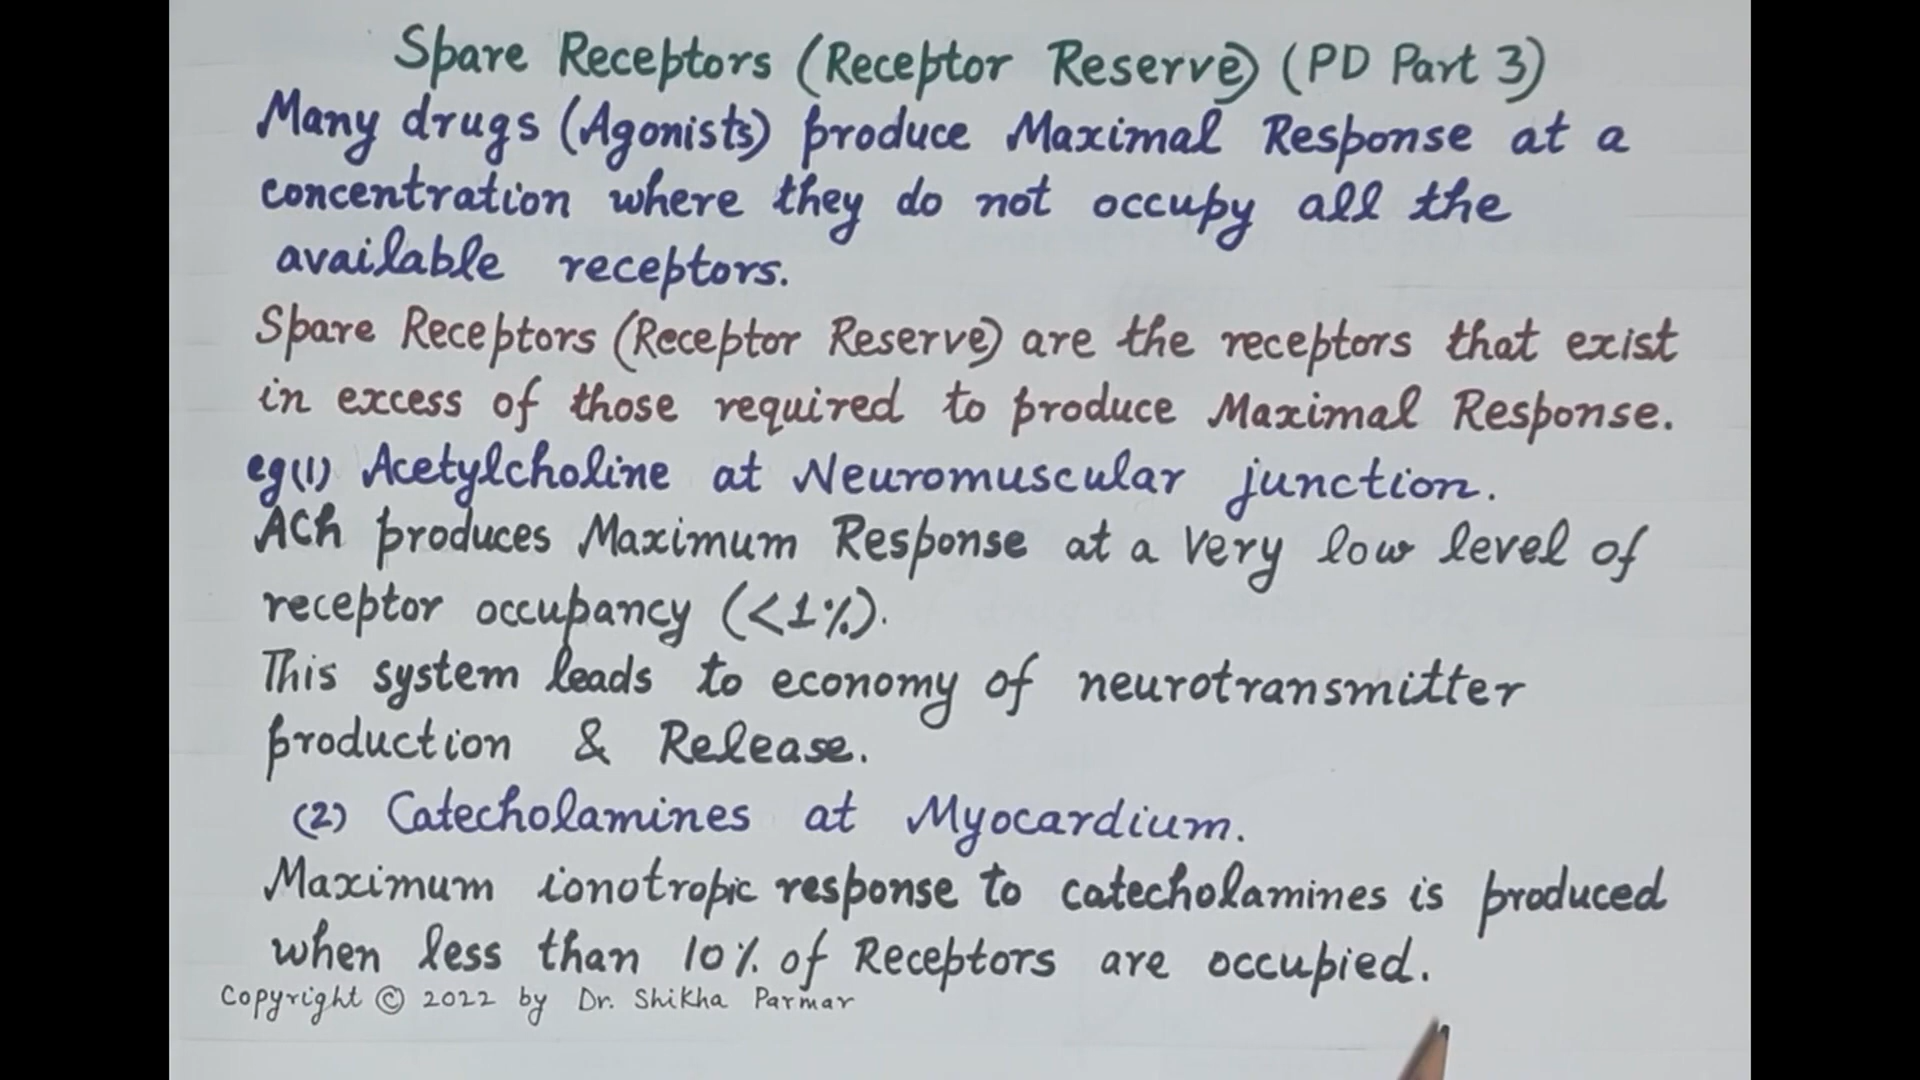 Spare Receptors (Receptor Reserve) (PD Part 3)
Many drugs (Agonists) produce Maximal Response at a
concentration where they do not occupy all the
available receptors.
Spare Receptors (Receptor Reserve) are the receptors that exist
in excess of those required to produce Maximal Response.
eg(1) Acetylcholine at Neuromuscular junction.
ACh produces Maximum Response at a very low level of
receptor occupancy (<1%).
This system leads to economy of neurotransmitter
production & Release.
(2) Catecholamines at Myocardium.
Maximum ionotropic response to catecholamines is produced
when less than 10% of Receptors are occupied.
Copyright © 2022 by Dr. Shikha Parmar